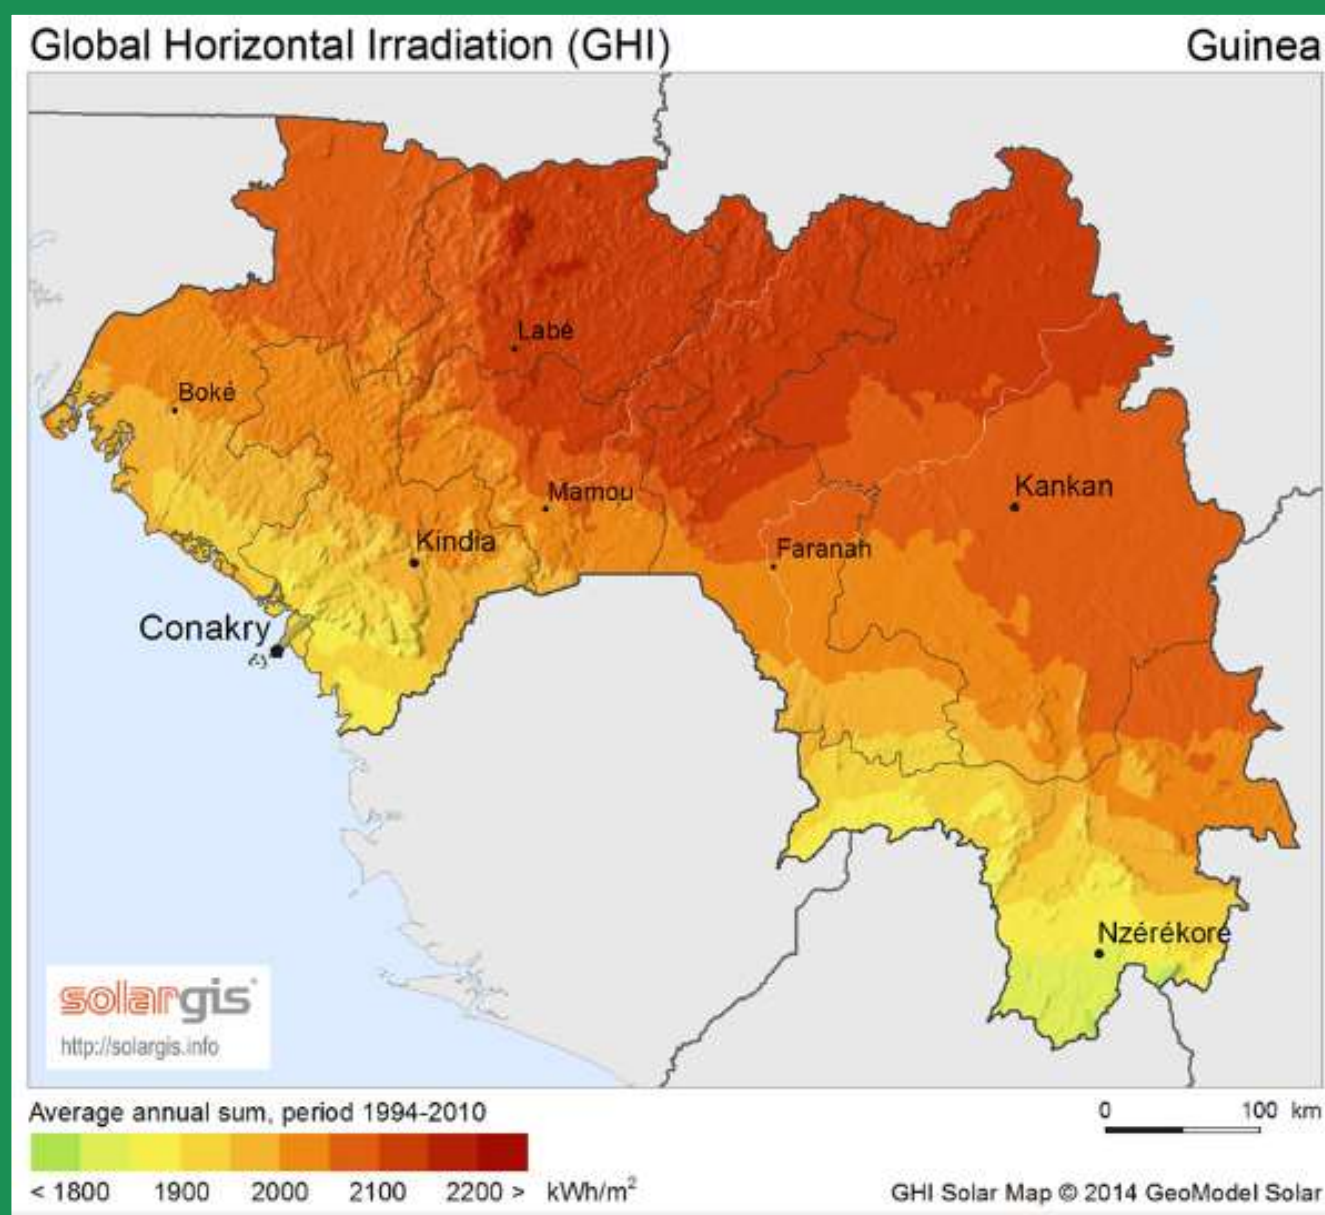 Global Horizontal Irradiation (GHI)
Guinea
Labé
Boké
Mamou
Kankan
Kindia
Faranah
Conakry
Nzérékoré
solargis
http://solargis.info
Average annual sum, period 1994-2010
0 100 km
< 1800 1900 2000 2100 2200 > kWh/m²
GHI Solar Map © 2014 GeoModel Solar